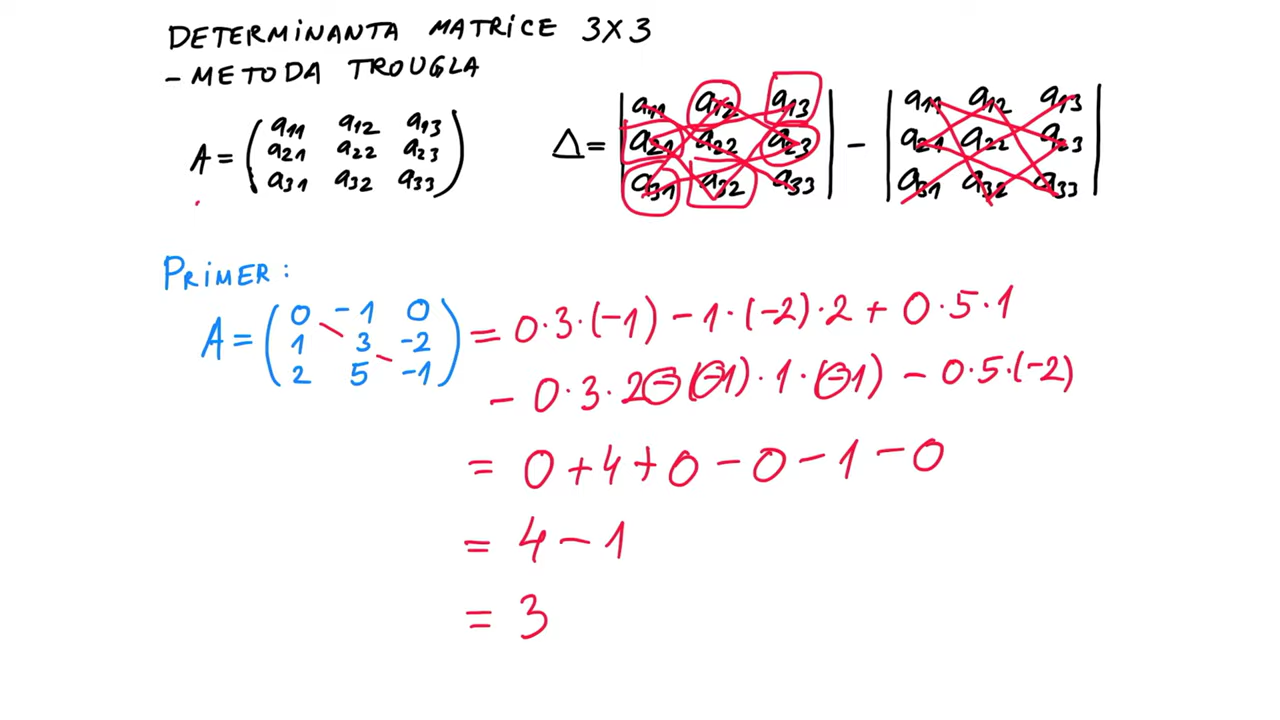 DETERMINANTA MATRICE 3X3
- METODA TROUGLA
A = ( a11 a12 a13
a21 a22 a23
a31 a32 a33 )
Δ = | a11 a12 a13
a21 a22 a23
a31 a32 a33 | - | a11 a12 a13
a21 a22 a23
a31 a32 a33 |
PRIMER:
A = ( 0 -1 0
1 3 -2
2 5 -1 )
= 0·3·(-1) - 1·(-2)·2 + 0·5·1
- 0·3·2 - (-1)·1·(-1) - 0·5·(-2)
= 0 + 4 + 0 - 0 - 1 - 0
= 4 - 1
= 3